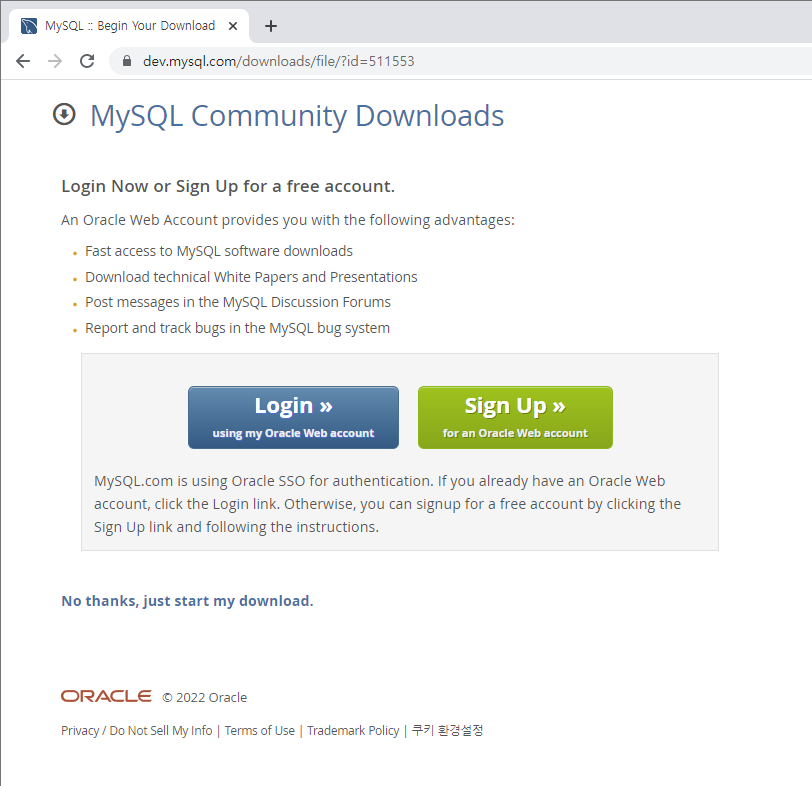 MySQL :: Begin Your Download
dev.mysql.com/downloads/file/?id=511553
MySQL Community Downloads
Login Now or Sign Up for a free account.
An Oracle Web Account provides you with the following advantages:
Fast access to MySQL software downloads
Download technical White Papers and Presentations
Post messages in the MySQL Discussion Forums
Report and track bugs in the MySQL bug system
Login »
using my Oracle Web account
Sign Up »
for an Oracle Web account
MySQL.com is using Oracle SSO for authentication. If you already have an Oracle Web
account, click the Login link. Otherwise, you can signup for a free account by clicking the
Sign Up link and following the instructions.
No thanks, just start my download.
ORACLE © 2022 Oracle
Privacy / Do Not Sell My Info | Terms of Use | Trademark Policy | 쿠키 환경설정